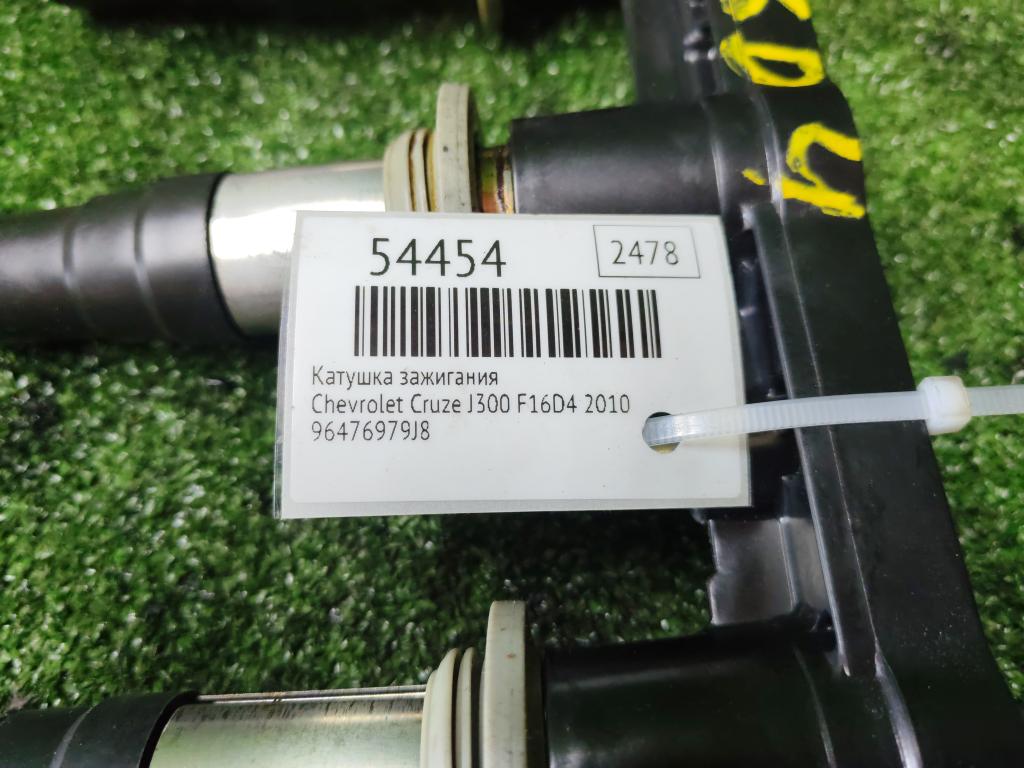 54454
2478
Катушка зажигания
Chevrolet Cruze J300 F16D4 2010
96476979J8